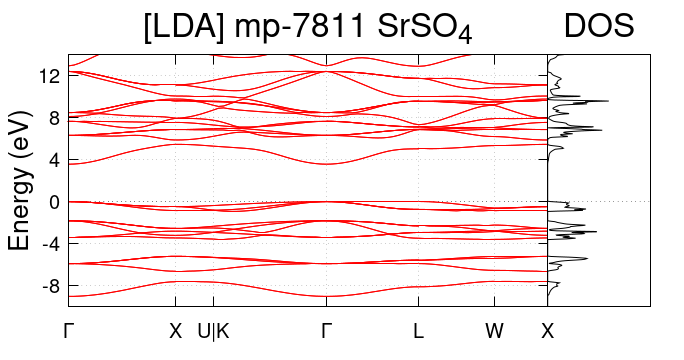 [LDA] mp-7811 SrSO4 DOS
Energy (eV)
12
8
4
0
-4
-8
Γ X U|K Γ L W X